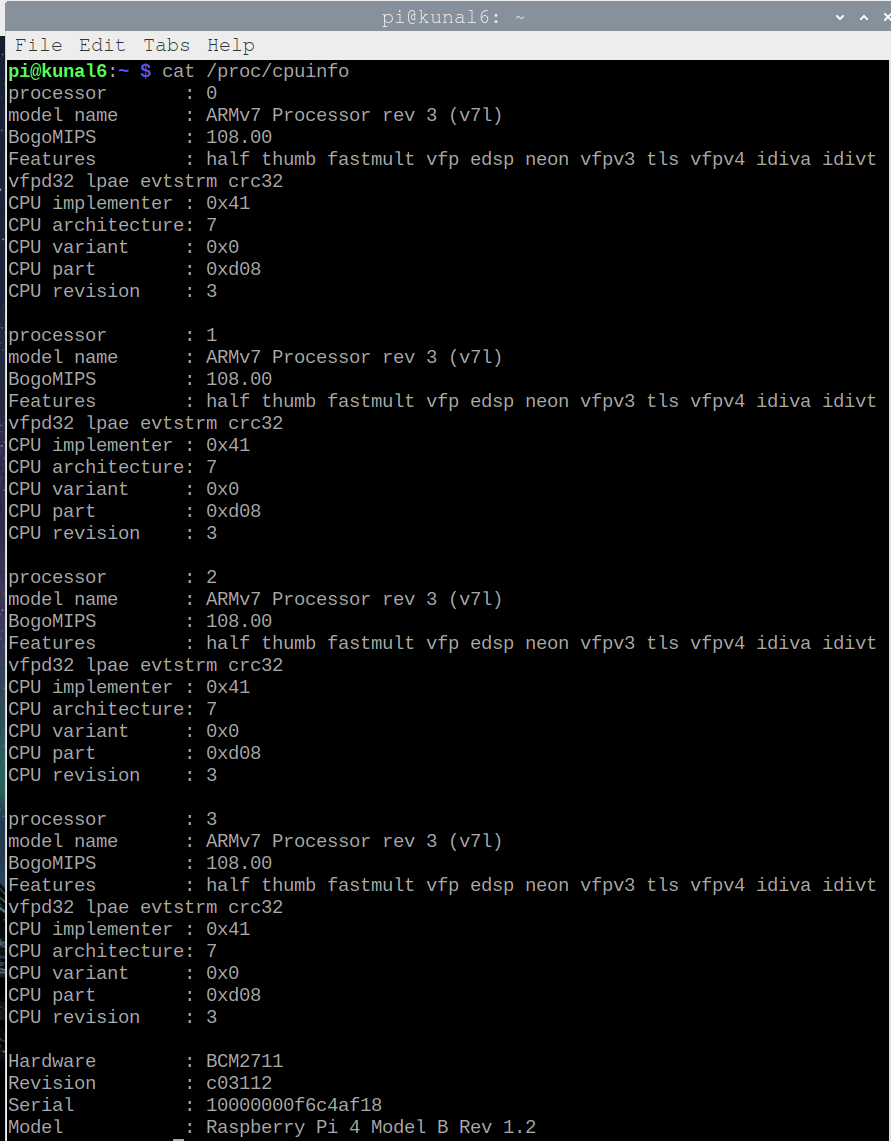 pi@kunal6: ~
File Edit Tabs Help
pi@kunal6:~ $ cat /proc/cpuinfo
processor       : 0
model name      : ARMv7 Processor rev 3 (v7l)
BogoMIPS        : 108.00
Features        : half thumb fastmult vfp edsp neon vfpv3 tls vfpv4 idiva idivt
vfpd32 lpae evtstrm crc32
CPU implementer : 0x41
CPU architecture: 7
CPU variant     : 0x0
CPU part        : 0xd08
CPU revision    : 3

processor       : 1
model name      : ARMv7 Processor rev 3 (v7l)
BogoMIPS        : 108.00
Features        : half thumb fastmult vfp edsp neon vfpv3 tls vfpv4 idiva idivt
vfpd32 lpae evtstrm crc32
CPU implementer : 0x41
CPU architecture: 7
CPU variant     : 0x0
CPU part        : 0xd08
CPU revision    : 3

processor       : 2
model name      : ARMv7 Processor rev 3 (v7l)
BogoMIPS        : 108.00
Features        : half thumb fastmult vfp edsp neon vfpv3 tls vfpv4 idiva idivt
vfpd32 lpae evtstrm crc32
CPU implementer : 0x41
CPU architecture: 7
CPU variant     : 0x0
CPU part        : 0xd08
CPU revision    : 3

processor       : 3
model name      : ARMv7 Processor rev 3 (v7l)
BogoMIPS        : 108.00
Features        : half thumb fastmult vfp edsp neon vfpv3 tls vfpv4 idiva idivt
vfpd32 lpae evtstrm crc32
CPU implementer : 0x41
CPU architecture: 7
CPU variant     : 0x0
CPU part        : 0xd08
CPU revision    : 3

Hardware        : BCM2711
Revision        : c03112
Serial          : 10000000f6c4af18
Model           : Raspberry Pi 4 Model B Rev 1.2